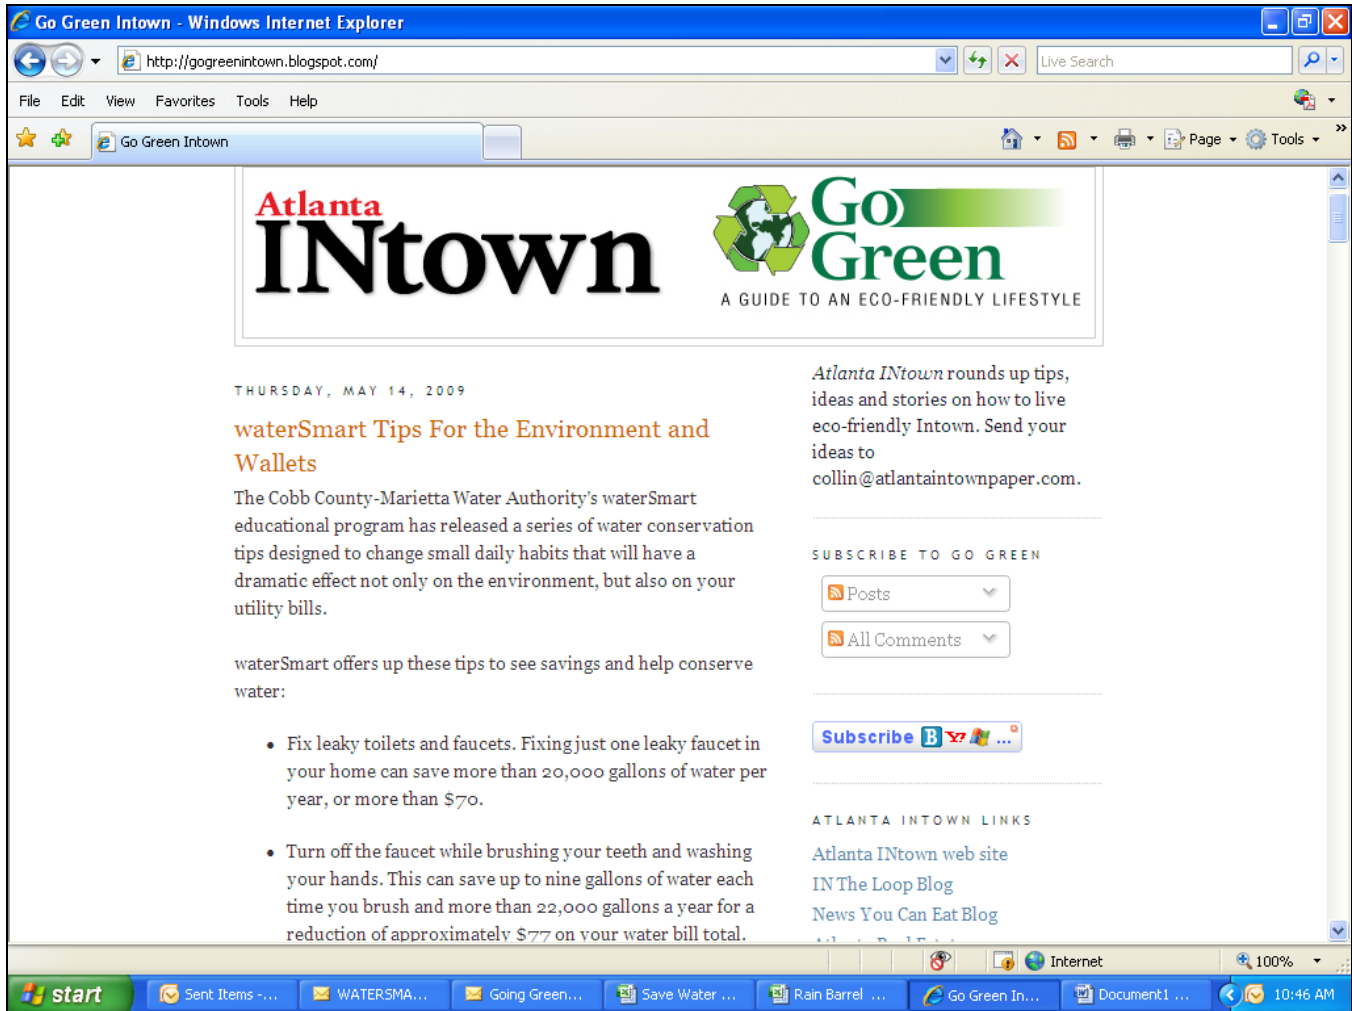 Go Green Intown - Windows Internet Explorer
http://gogreenintown.blogspot.com/
Live Search
File Edit View Favorites Tools Help
Go Green Intown
Page Tools
Atlanta
INtown
Go
Green
A GUIDE TO AN ECO-FRIENDLY LIFESTYLE
THURSDAY, MAY 14, 2009
waterSmart Tips For the Environment and
Wallets
The Cobb County-Marietta Water Authority's waterSmart
educational program has released a series of water conservation
tips designed to change small daily habits that will have a
dramatic effect not only on the environment, but also on your
utility bills.
waterSmart offers up these tips to see savings and help conserve
water:
• Fix leaky toilets and faucets. Fixing just one leaky faucet in
your home can save more than 20,000 gallons of water per
year, or more than $70.
• Turn off the faucet while brushing your teeth and washing
your hands. This can save up to nine gallons of water each
time you brush and more than 22,000 gallons a year for a
reduction of approximately $77 on your water bill total.
Atlanta INtown rounds up tips,
ideas and stories on how to live
eco-friendly Intown. Send your
ideas to
collin@atlantaintownpaper.com.
SUBSCRIBE TO GO GREEN
Posts
All Comments
Subscribe B Y! ...
ATLANTA INTOWN LINKS
Atlanta INtown web site
IN The Loop Blog
News You Can Eat Blog
Internet
100%
start
Sent Items -...
WATERSMA...
Going Green...
Save Water ...
Rain Barrel ...
Go Green In...
Document1 ...
10:46 AM